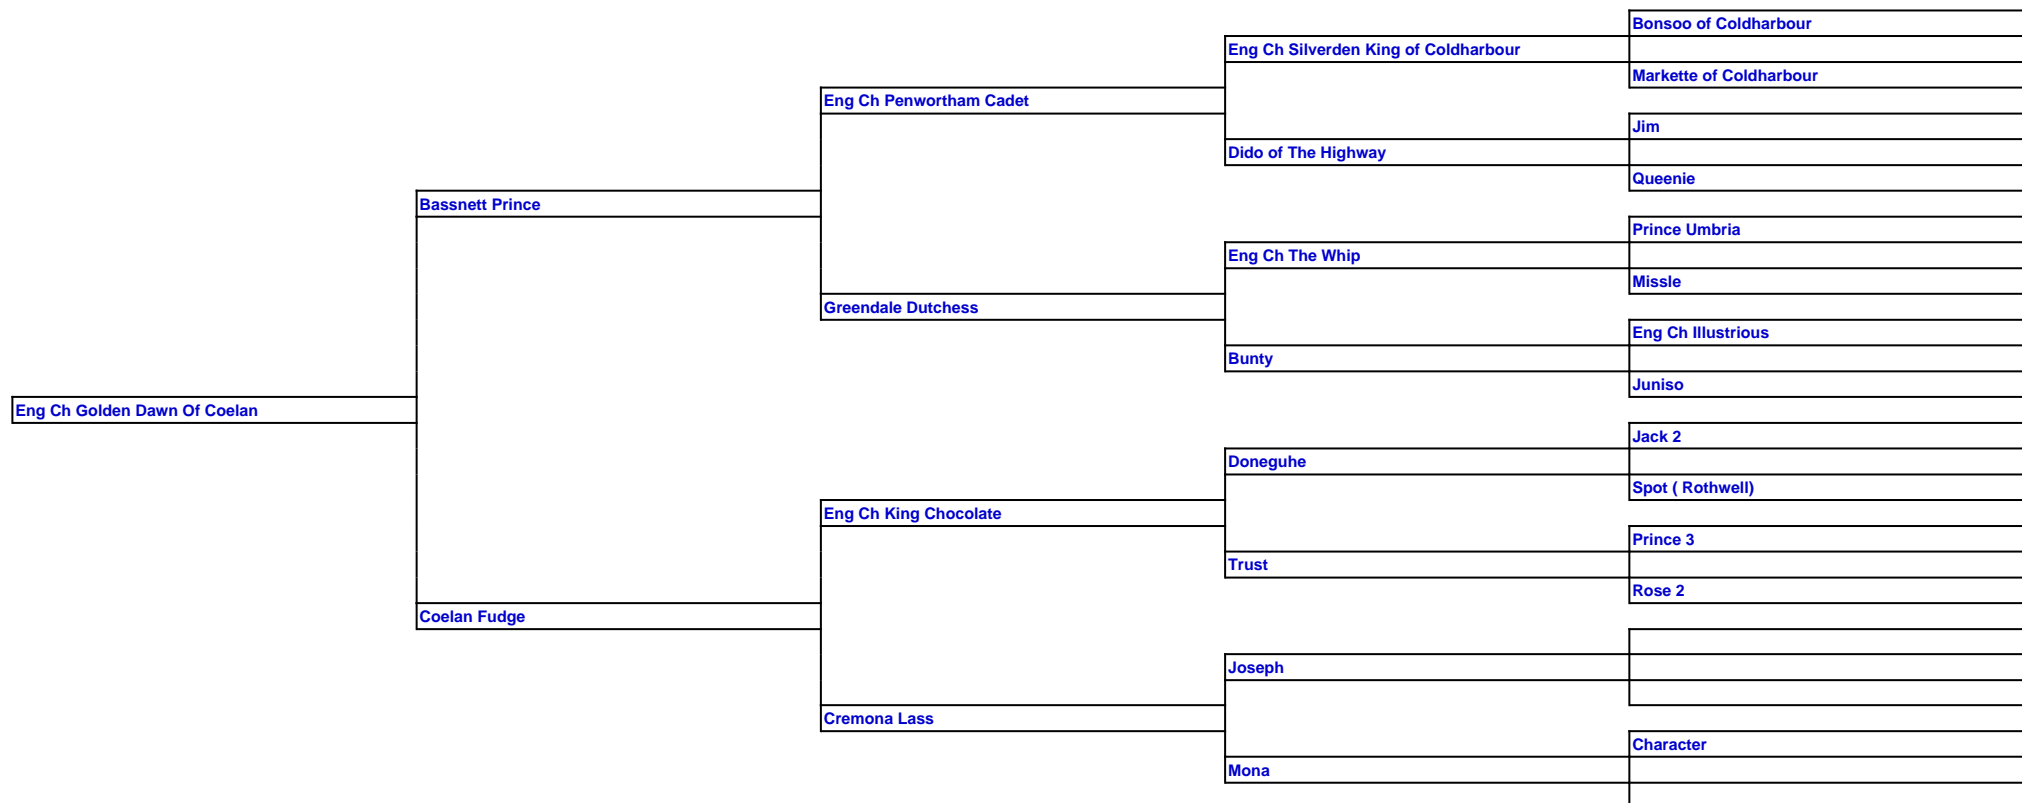 Bonsoo of Coldharbour
Eng Ch Silverden King of Coldharbour
Markette of Coldharbour
Eng Ch Penwortham Cadet
Jim
Dido of The Highway
Queenie
Bassnett Prince
Prince Umbria
Eng Ch The Whip
Missle
Greendale Dutchess
Eng Ch Illustrious
Bunty
Juniso
Eng Ch Golden Dawn Of Coelan
Jack 2
Doneguhe
Spot ( Rothwell)
Eng Ch King Chocolate
Prince 3
Trust
Rose 2
Coelan Fudge
Joseph
Cremona Lass
Character
Mona